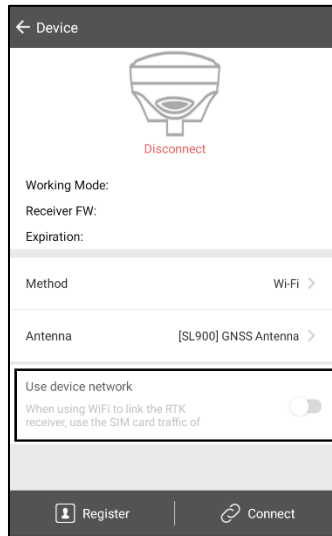 Device
Disconnect
Working Mode:
Receiver FW:
Expiration:
Method Wi-Fi
Antenna [SL900] GNSS Antenna
Use device network
When using WiFi to link the RTK
receiver, use the SIM card traffic of
Register Connect